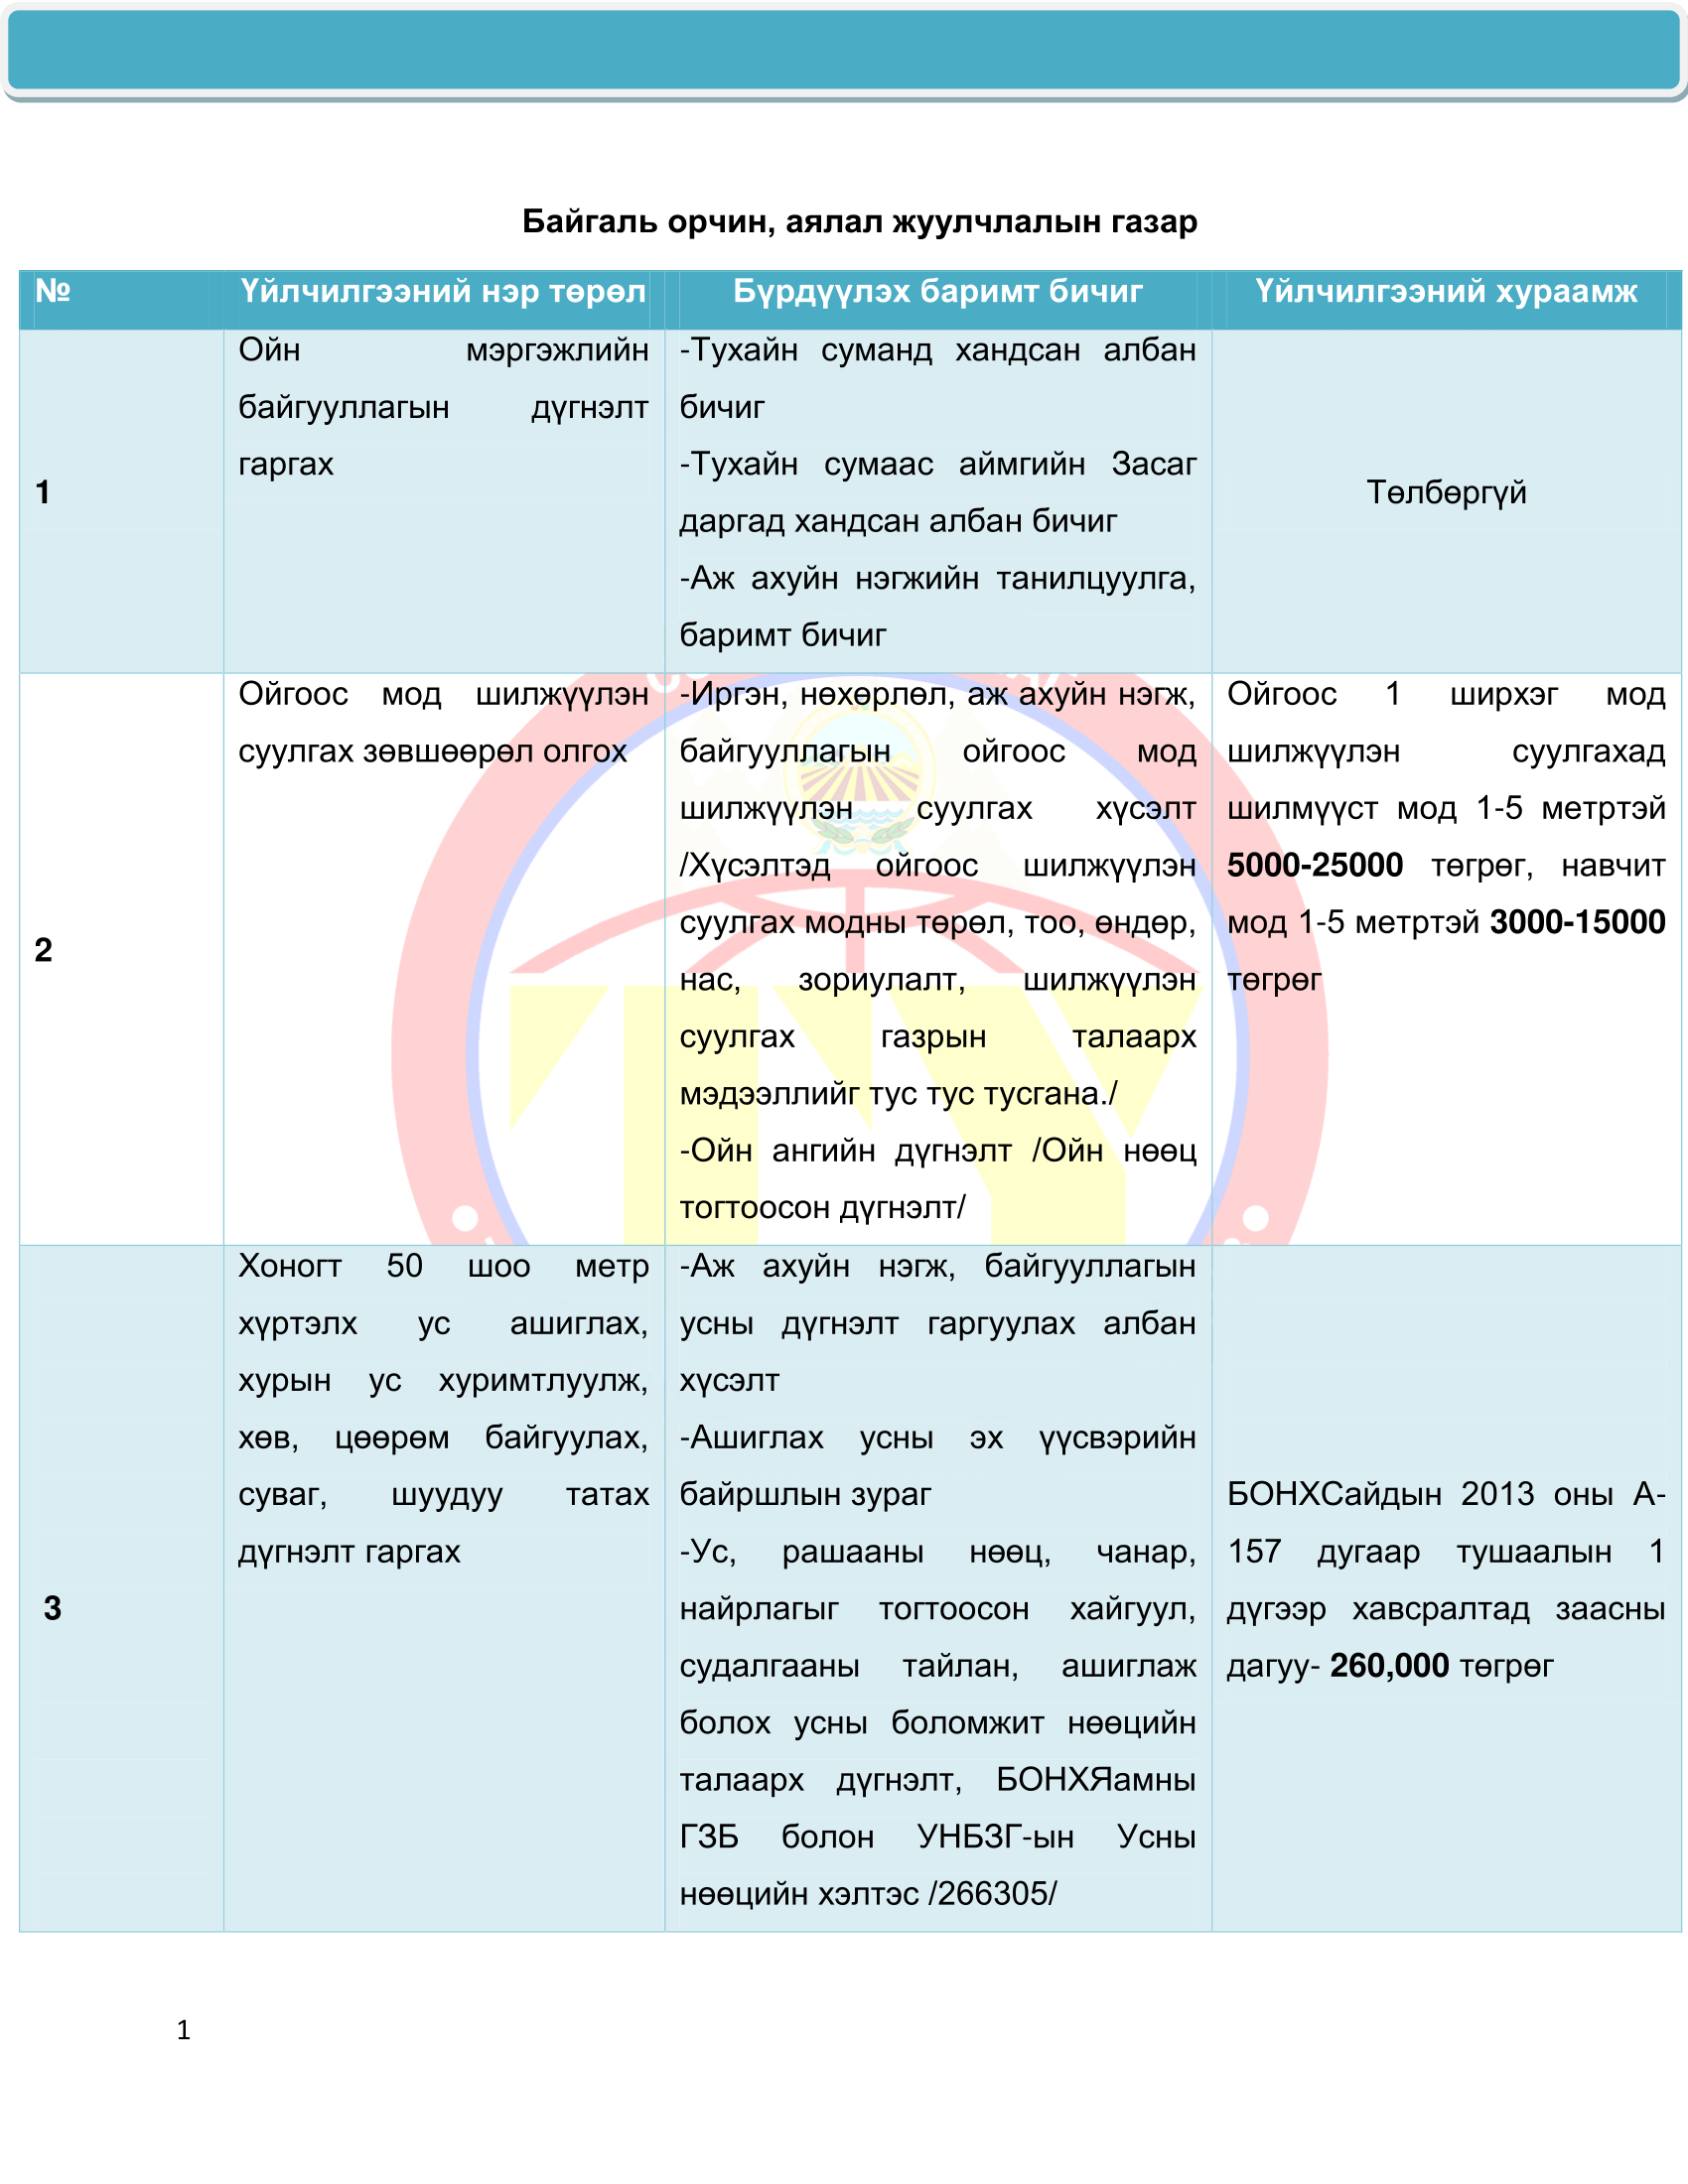 Байгаль орчин, аялал жуулчлалын газар
№ Үйлчилгээний нэр төрөл Бүрдүүлэх баримт бичиг Үйлчилгээний хураамж
1
Ойн мэргэжлийн
байгууллагын дүгнэлт
гаргах
-Тухайн суманд хандсан албан
бичиг
-Тухайн сумаас аймгийн Засаг
даргад хандсан албан бичиг
-Аж ахуйн нэгжийн танилцуулга,
баримт бичиг
Төлбөргүй
2
Ойгоос мод шилжүүлэн
суулгах зөвшөөрөл олгох
-Иргэн, нөхөрлөл, аж ахуйн нэгж,
байгууллагын ойгоос мод
шилжүүлэн суулгах хүсэлт
/Хүсэлтэд ойгоос шилжүүлэн
суулгах модны төрөл, тоо, өндөр,
нас, зориулалт, шилжүүлэн
суулгах газрын талаарх
мэдээллийг тус тус тусгана./
-Ойн ангийн дүгнэлт /Ойн нөөц
тогтоосон дүгнэлт/
Ойгоос 1 ширхэг мод
шилжүүлэн суулгахад
шилмүүст мод 1-5 метртэй
5000-25000 төгрөг, навчит
мод 1-5 метртэй 3000-15000
төгрөг
3
Хоногт 50 шоо метр
хүртэлх ус ашиглах,
хурын ус хуримтлуулж,
хөв, цөөрөм байгуулах,
суваг, шуудуу татах
дүгнэлт гаргах
-Аж ахуйн нэгж, байгууллагын
усны дүгнэлт гаргуулах албан
хүсэлт
-Ашиглах усны эх үүсвэрийн
байршлын зураг
-Ус, рашааны нөөц, чанар,
найрлагыг тогтоосон хайгуул,
судалгааны тайлан, ашиглаж
болох усны боломжит нөөцийн
талаарх дүгнэлт, БОНХЯамны
ГЗБ болон УНБЗГ-ын Усны
нөөцийн хэлтэс /266305/
БОНХСайдын 2013 оны А-
157 дугаар тушаалын 1
дүгээр хавсралтад заасны
дагуу- 260,000 төгрөг
1